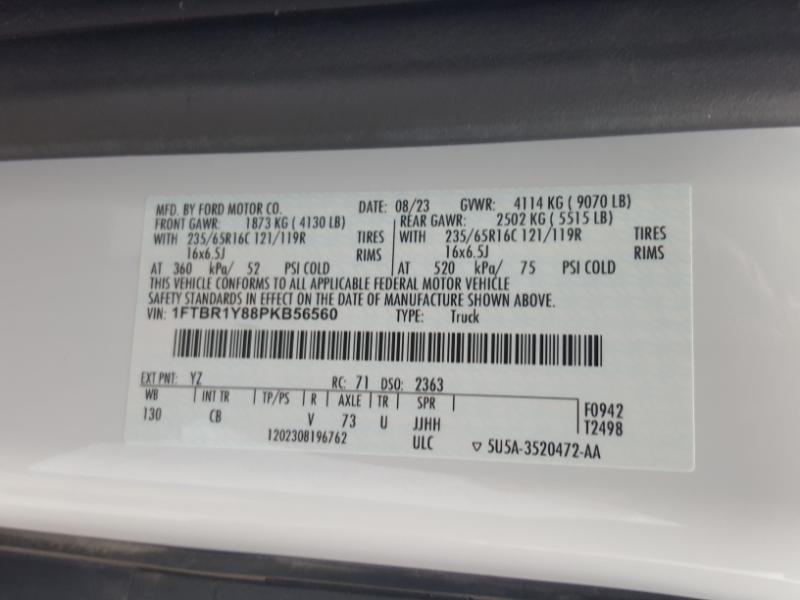 MFD. BY FORD MOTOR CO. DATE: 08/23 GVWR: 4114 KG ( 9070 LB)
FRONT GAWR: 1873 KG ( 4130 LB) REAR GAWR: 2502 KG ( 5515 LB)
WITH 235/65R16C 121/119R TIRES WITH 235/65R16C 121/119R TIRES
16x6.5J RIMS 16x6.5J RIMS
AT 360 kPa/ 52 PSI COLD AT 520 kPa/ 75 PSI COLD
THIS VEHICLE CONFORMS TO ALL APPLICABLE FEDERAL MOTOR VEHICLE
SAFETY STANDARDS IN EFFECT ON THE DATE OF MANUFACTURE SHOWN ABOVE.
VIN: 1FTBR1Y88PKB56560 TYPE: Truck
EXT PNT: YZ RC: 71 DSO: 2363
WB INT TR TP/PS R AXLE TR SPR F0942
130 CB V 73 U JJHH T2498
1202308196762 ULC ▽ 5U5A-3520472-AA